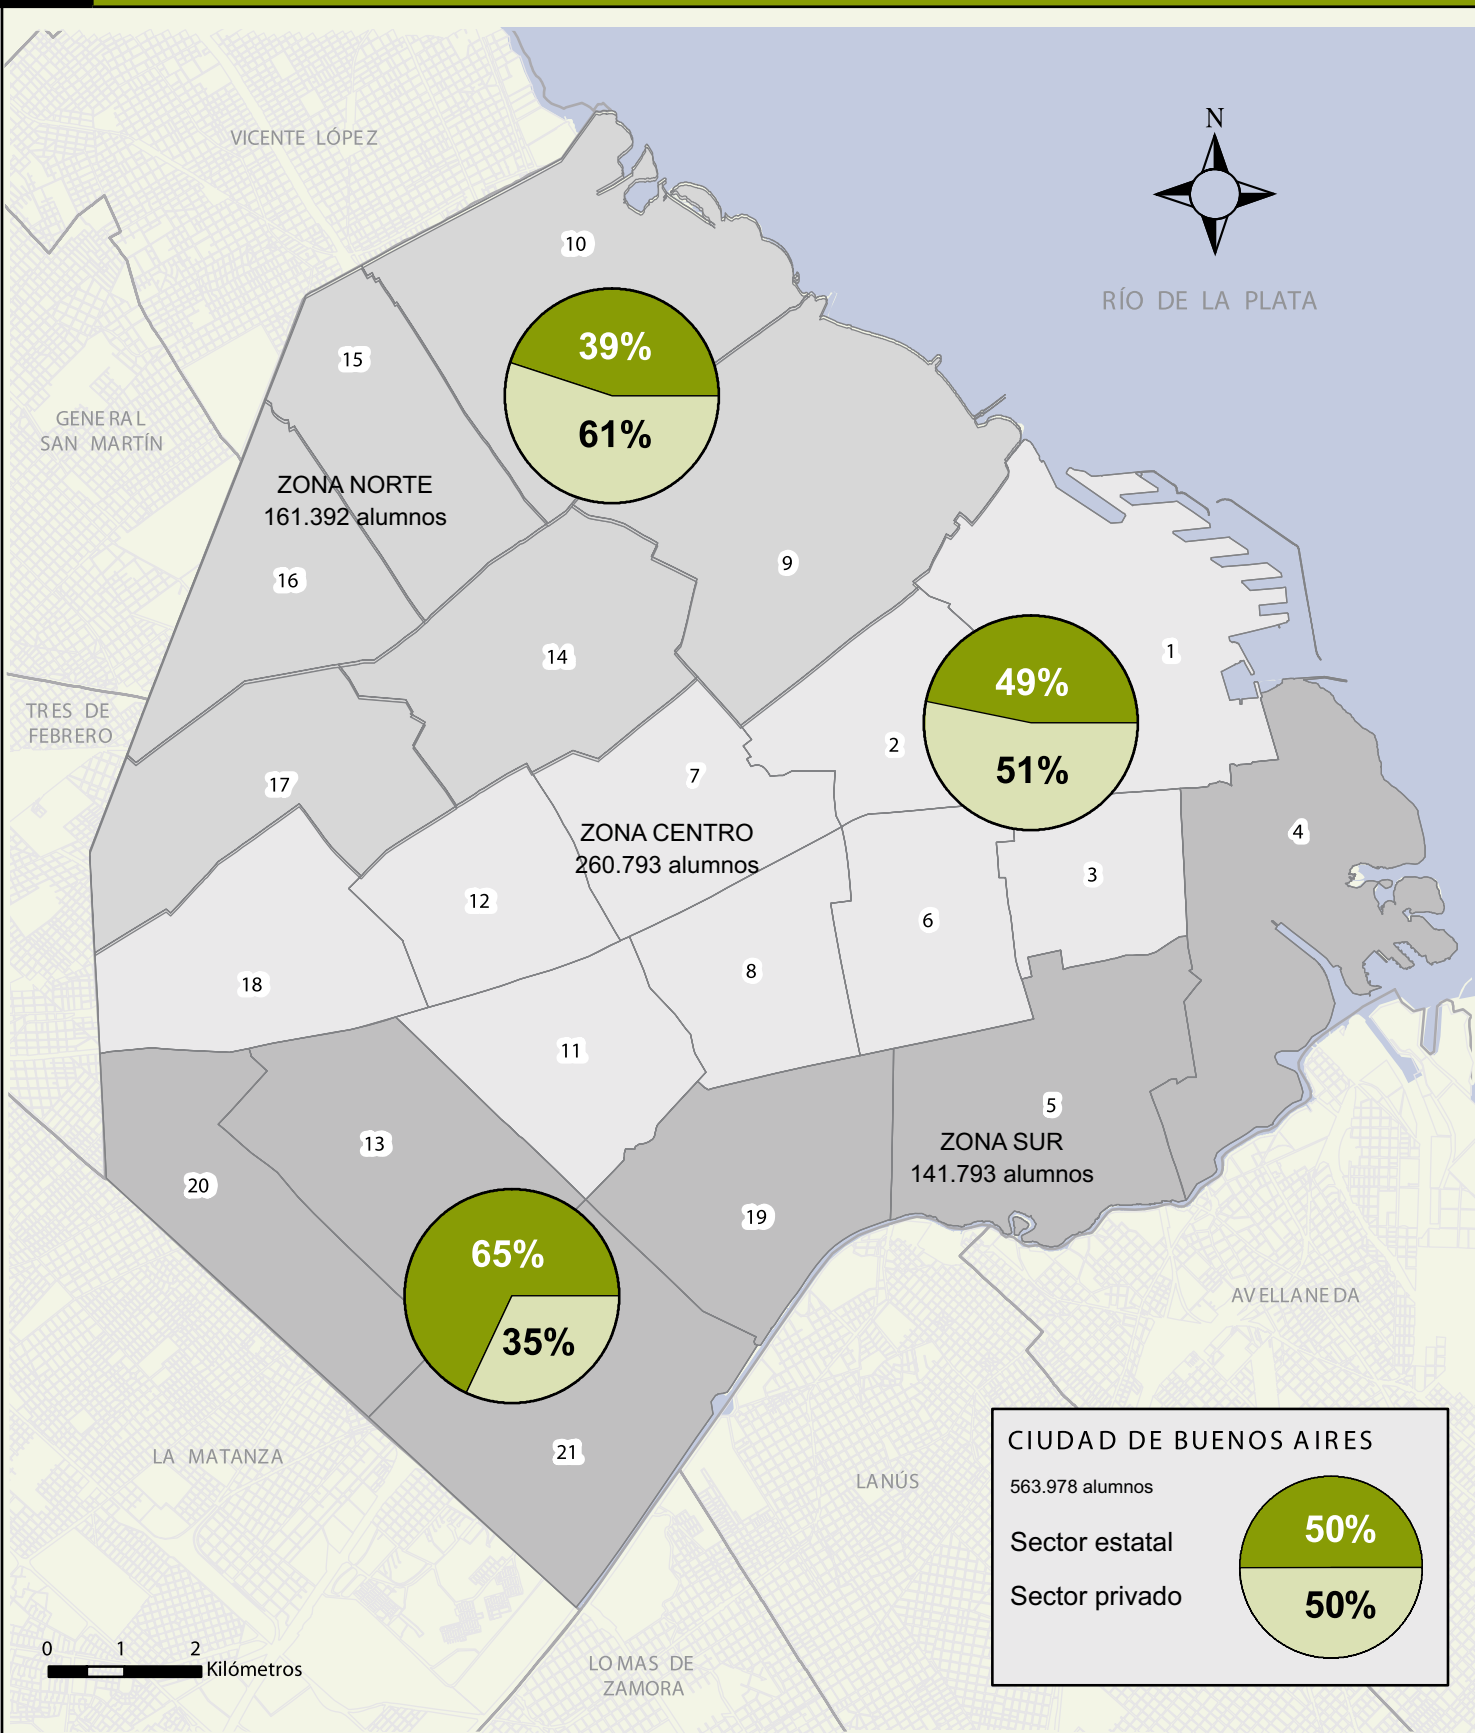 VICENTE LÓPEZ
N
RÍO DE LA PLATA
10
39%
61%
15
GENERAL
SAN MARTÍN
ZONA NORTE
161.392 alumnos
16
9
14
1
49%
51%
TRES DE
FEBRERO
2
17
7
ZONA CENTRO
260.793 alumnos
4
3
12
6
8
18
11
5
13
ZONA SUR
141.793 alumnos
20
19
65%
35%
AVELLANEDA
21
LA MATANZA
LANÚS
CIUDAD DE BUENOS AIRES
563.978 alumnos
Sector estatal
50%
Sector privado
50%
0 1 2
Kilómetros
LOMAS DE
ZAMORA